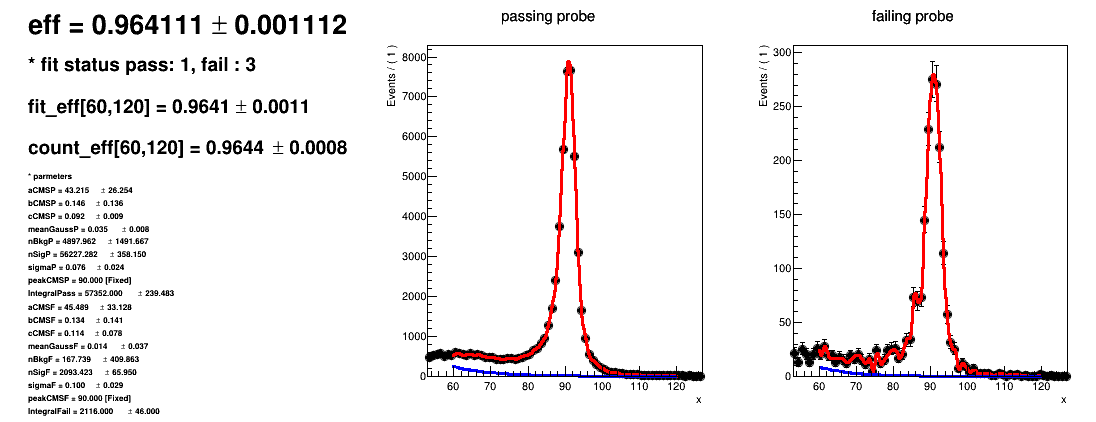 eff = 0.964111 ± 0.001112
* fit status pass: 1, fail : 3
fit_eff[60,120] = 0.9641 ± 0.0011
count_eff[60,120] = 0.9644 ± 0.0008
* parmeters
aCMSP = 43.215 ± 26.254
bCMSP = 0.146 ± 0.136
cCMSP = 0.092 ± 0.009
meanGaussP = 0.035 ± 0.008
nBkgP = 4897.962 ± 1491.667
nSigP = 56227.282 ± 358.150
sigmaP = 0.076 ± 0.024
peakCMSP = 90.000 [Fixed]
IntegralPass = 57352.000 ± 239.483
aCMSF = 45.489 ± 33.128
bCMSF = 0.134 ± 0.141
cCMSF = 0.114 ± 0.078
meanGaussF = 0.014 ± 0.037
nBkgF = 167.739 ± 409.863
nSigF = 2093.423 ± 65.950
sigmaF = 0.100 ± 0.029
peakCMSF = 90.000 [Fixed]
IntegralFail = 2116.000 ± 46.000
passing probe
Events / ( 1 )
8000
7000
6000
5000
4000
3000
2000
1000
0
60 70 80 90 100 110 120
x
failing probe
Events / ( 1 )
300
250
200
150
100
50
0
60 70 80 90 100 110 120
x